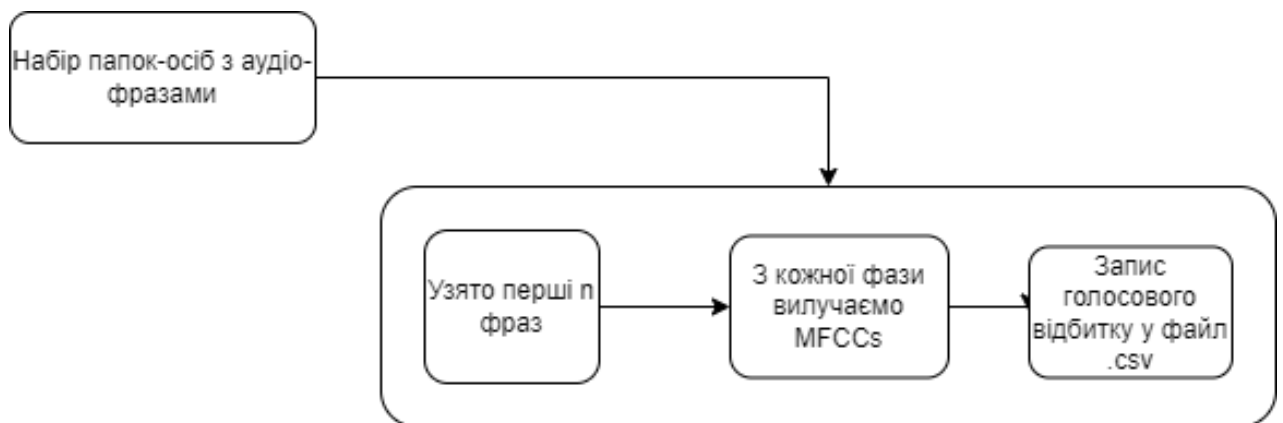 Набір папок-осіб з аудіо-
фразами
Узято перші n
фраз
З кожної фази
вилучаємо
MFCCs
Запис
голосового
відбитку у файл
.csv